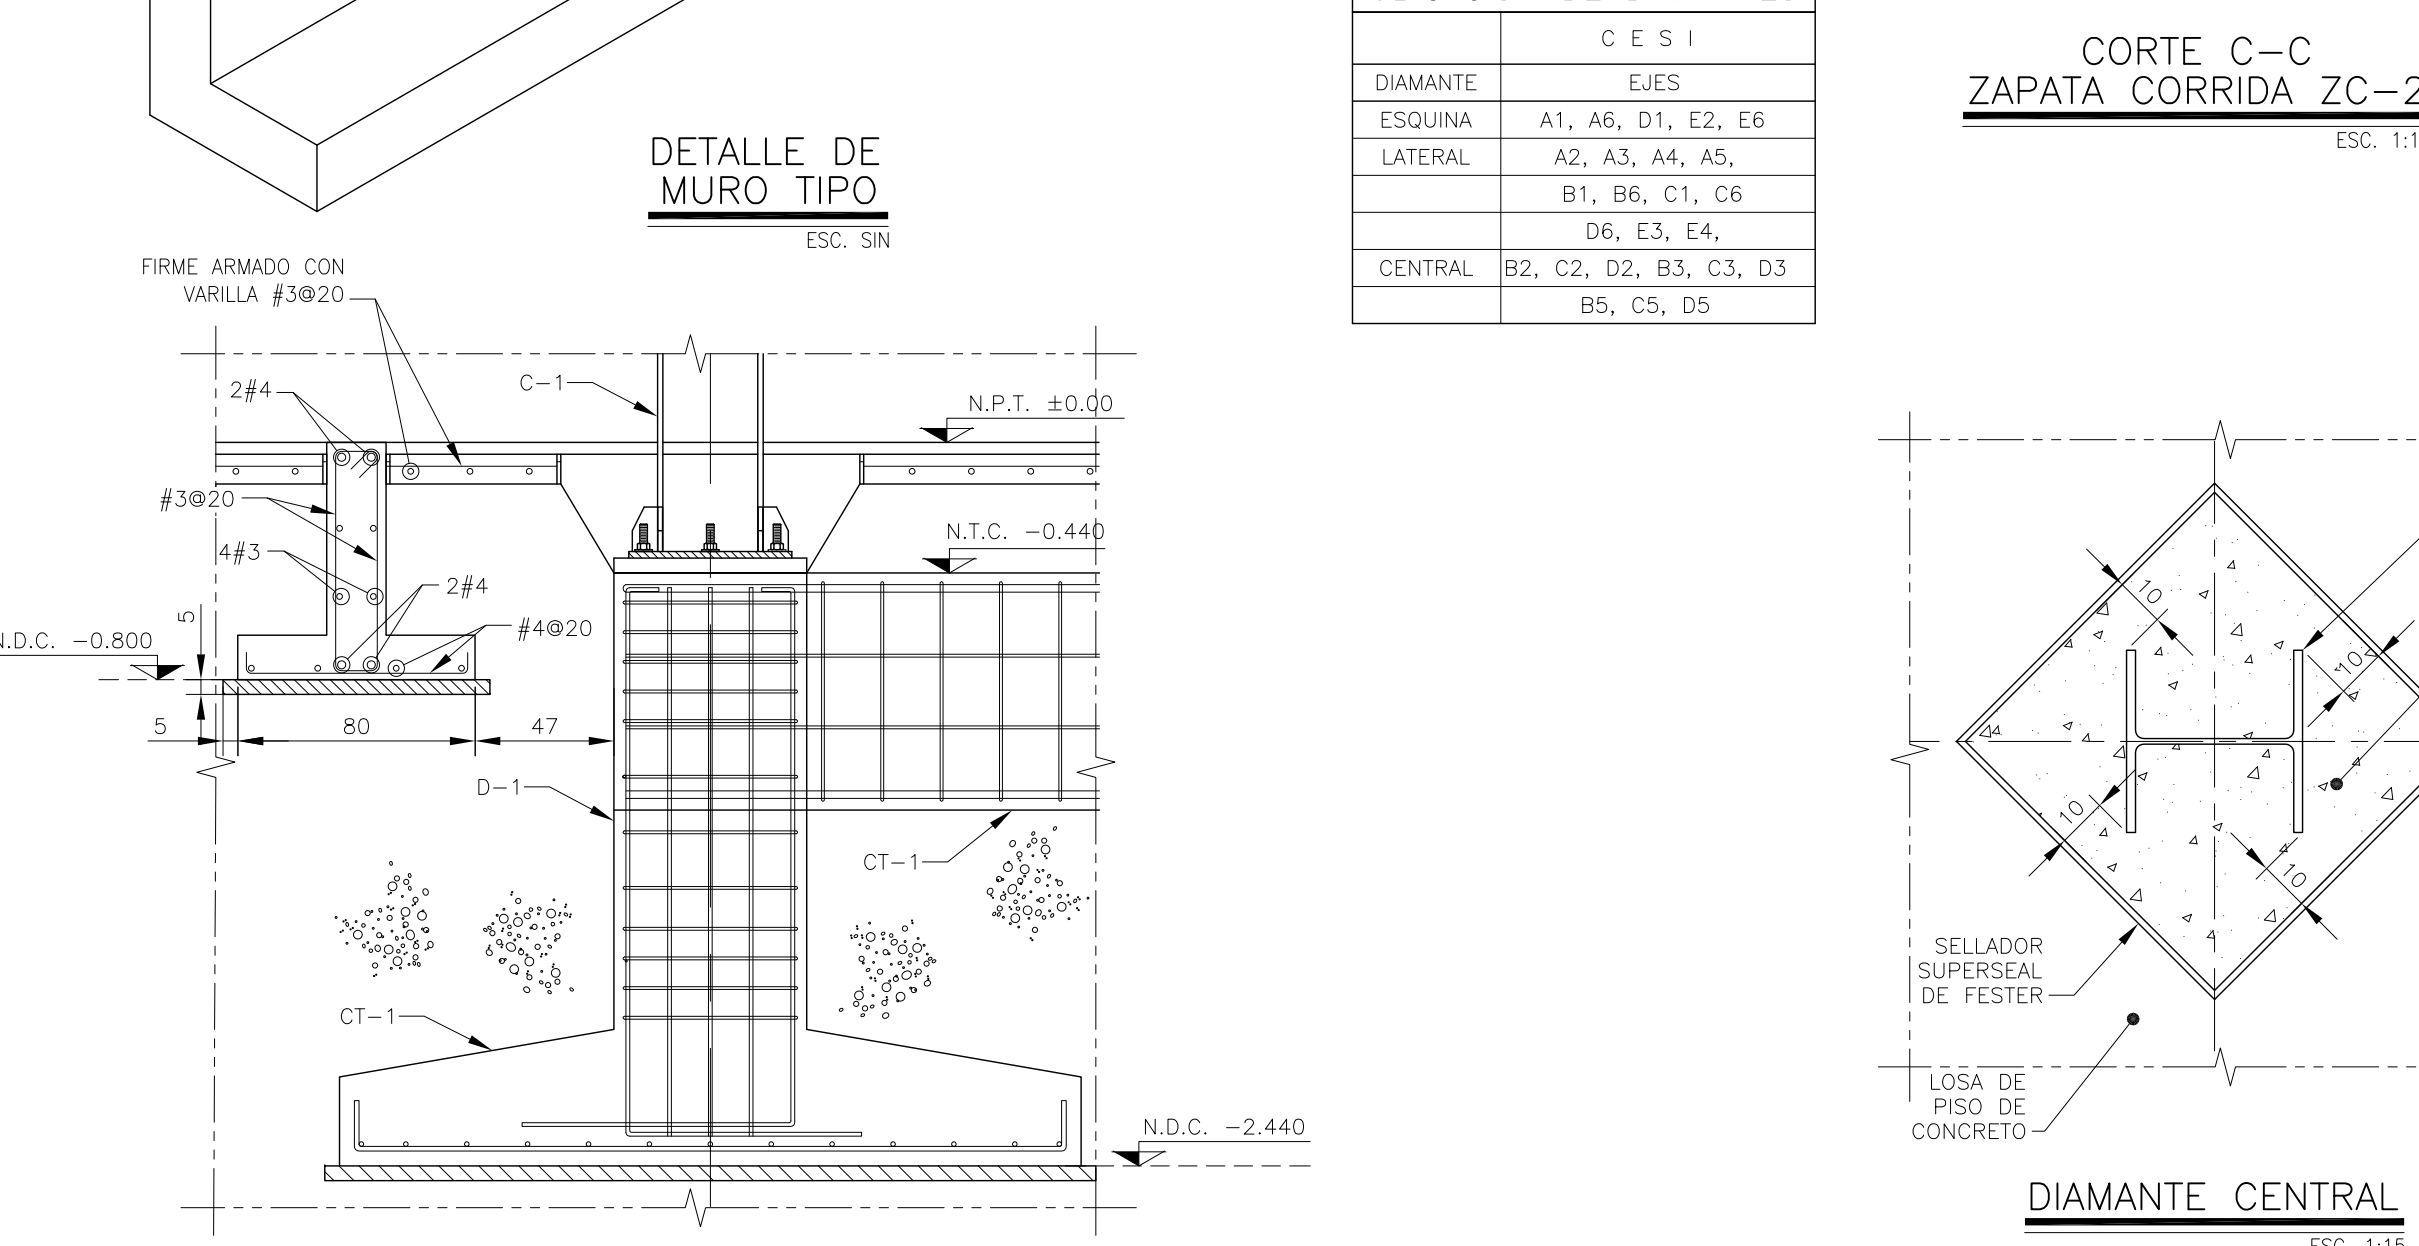 C E S I
DIAMANTE EJES
ESQUINA A1, A6, D1, E2, E6
LATERAL A2, A3, A4, A5,
B1, B6, C1, C6
D6, E3, E4,
CENTRAL B2, C2, D2, B3, C3, D3
B5, C5, D5
CORTE C-C
ZAPATA CORRIDA ZC-2
ESC. 1:1
DETALLE DE
MURO TIPO
ESC. SIN
FIRME ARMADO CON
VARILLA #3@20
2#4
C-1
N.P.T. ±0.00
#3@20
N.T.C. -0.440
4#3
2#4
5
#4@20
N.D.C. -0.800
5
80
47
D-1
CT-1
CT-1
N.D.C. -2.440
10
10
10
10
SELLADOR
SUPERSEAL
DE FESTER
LOSA DE
PISO DE
CONCRETO
DIAMANTE CENTRAL
ESC. 1:15